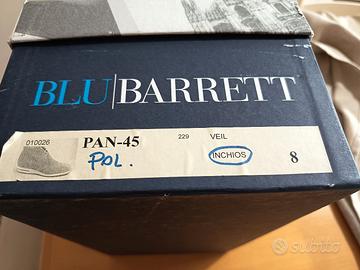 BLU|BARRETT
010026 PAN-45 229 VEIL
POL. INCHIOS 8
subito